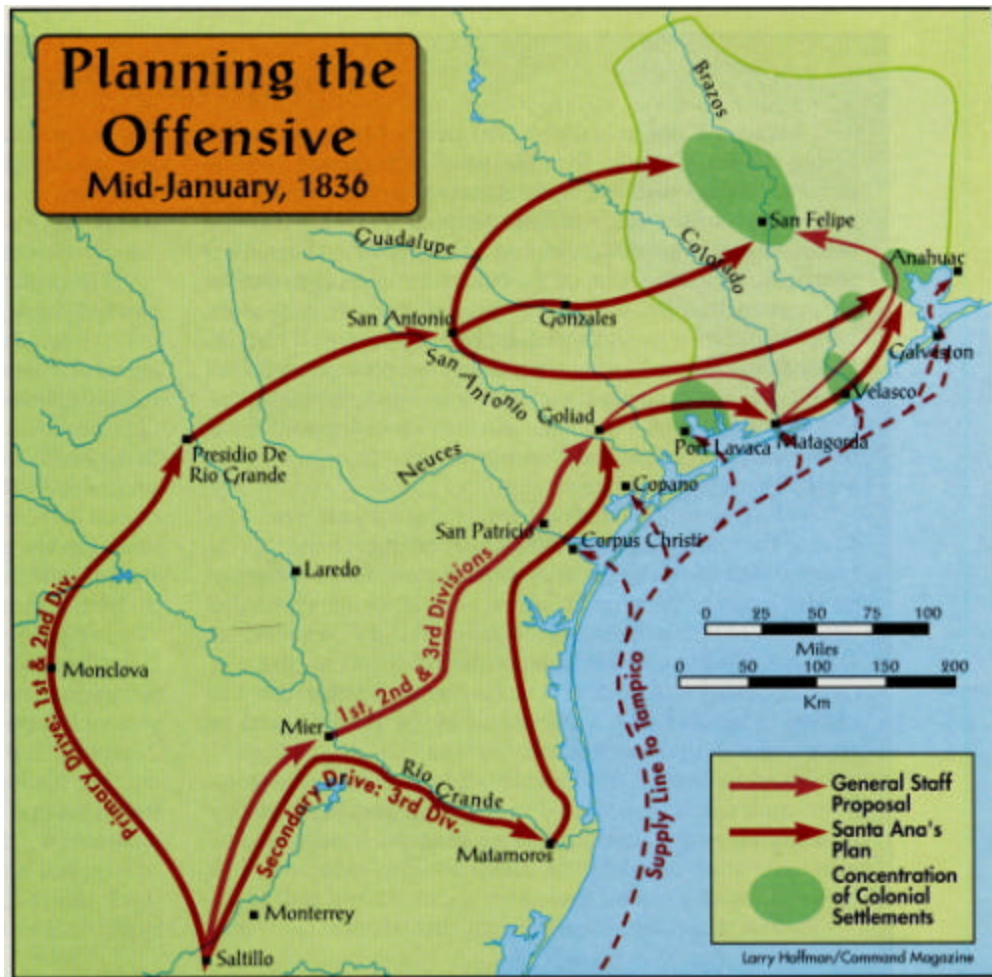 Planning the
Offensive
Mid-January, 1836
Brazos
San Felipe
Guadalupe
Colorado
Anahuac
San Antonio
Gonzales
Galveston
San Antonio
Velasco
Goliad
Port Lavaca
Matagorda
Presidio De
Rio Grande
Neuces
Copano
San Patricio
Corpus Christi
Laredo
0 25 50 75 100
Miles
0 50 100 150 200
Km
Primary Drive: 1st & 2nd Div.
Monclova
1st, 2nd & 3rd Divisions
Mier
Rio Grande
Secondary Drive: 3rd Div.
Supply Line to Tampico
Matamoros
Monterrey
Saltillo
General Staff
Proposal
Santa Ana's
Plan
Concentration
of Colonial
Settlements
Larry Hoffman/Command Magazine